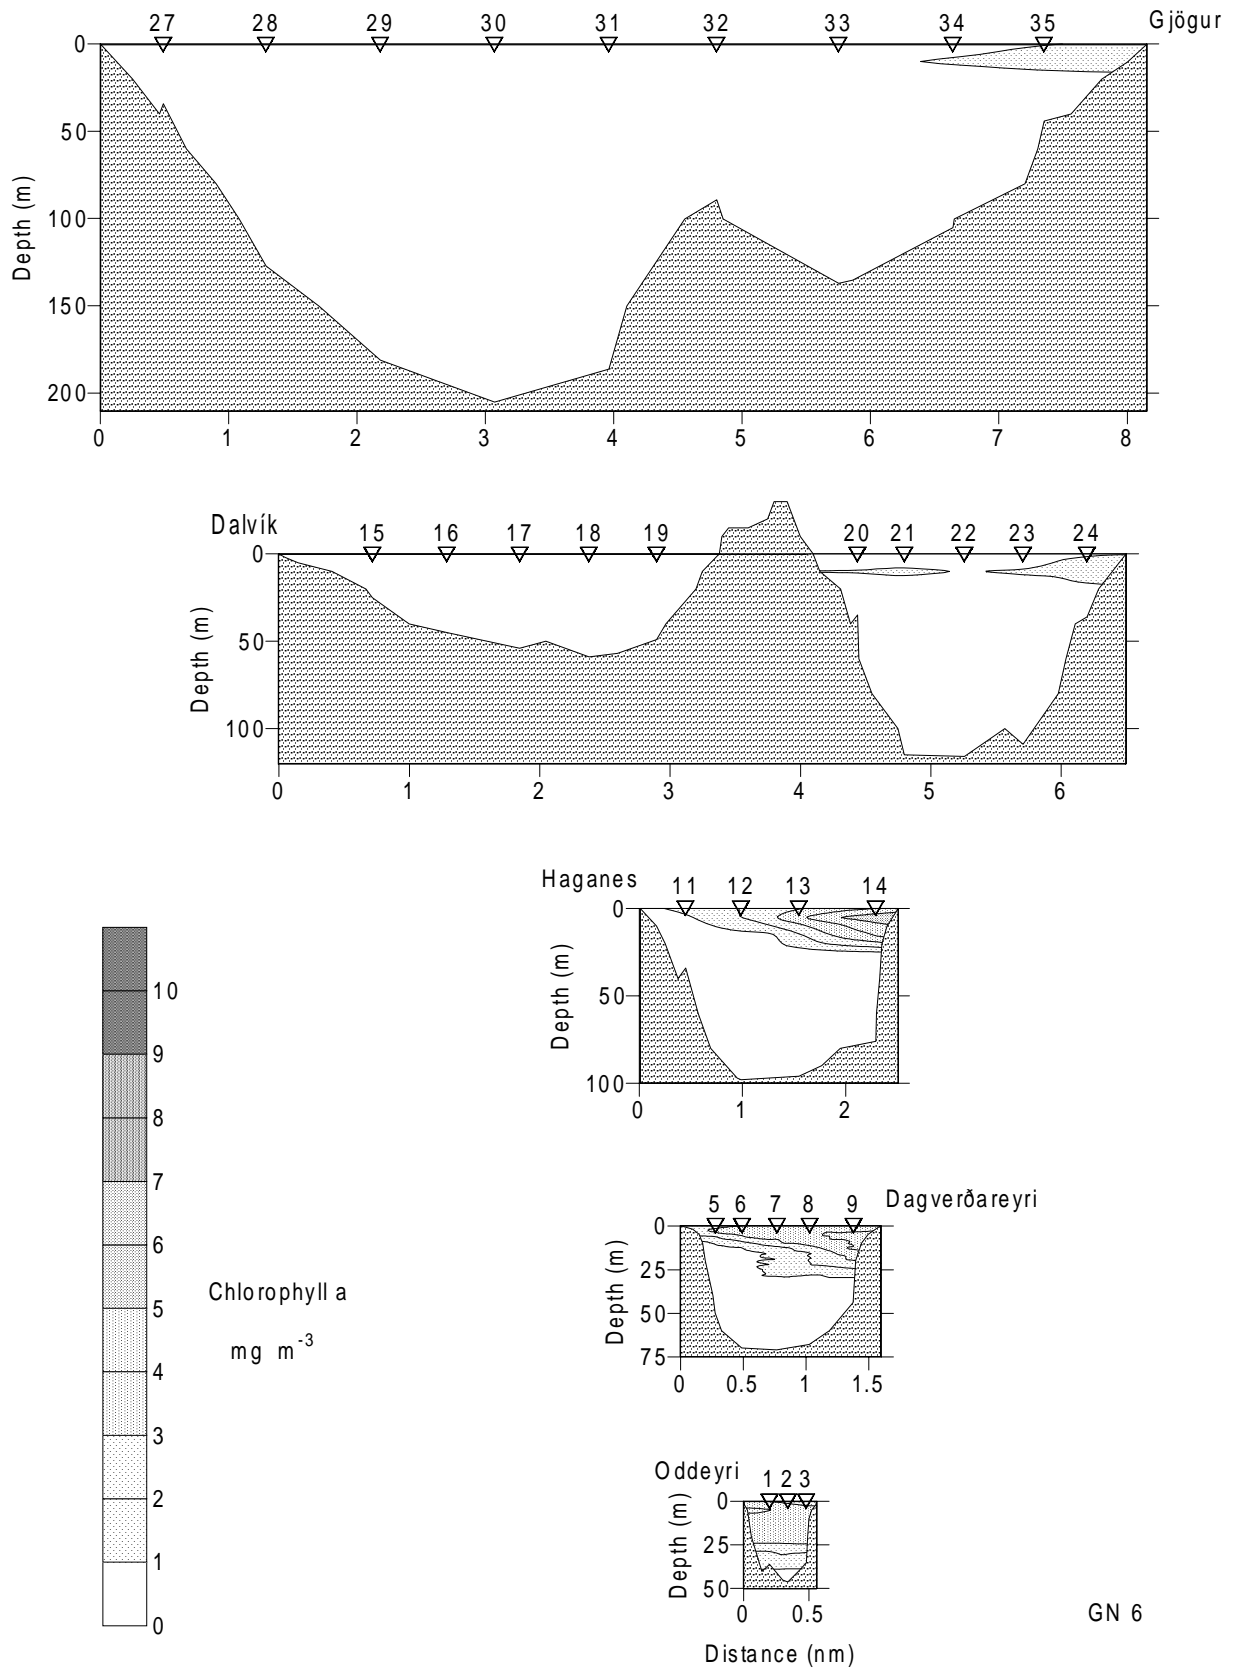 27 28 29 30 31 32 33 34 35 Gjögur
0
50
100
150
200
Depth (m)
0 1 2 3 4 5 6 7 8
Dalvík 15 16 17 18 19 20 21 22 23 24
0
50
100
Depth (m)
0 1 2 3 4 5 6
Haganes 11 12 13 14
0
50
100
Depth (m)
0 1 2
10
9
8
7
6
5
4
3
2
1
0
Chlorophyll a
mg m-3
5 6 7 8 9 Dagverðareyri
0
25
50
75
Depth (m)
0 0.5 1 1.5
Oddeyri 1 2 3
0
25
50
Depth (m)
0 0.5
Distance (nm)
GN 6